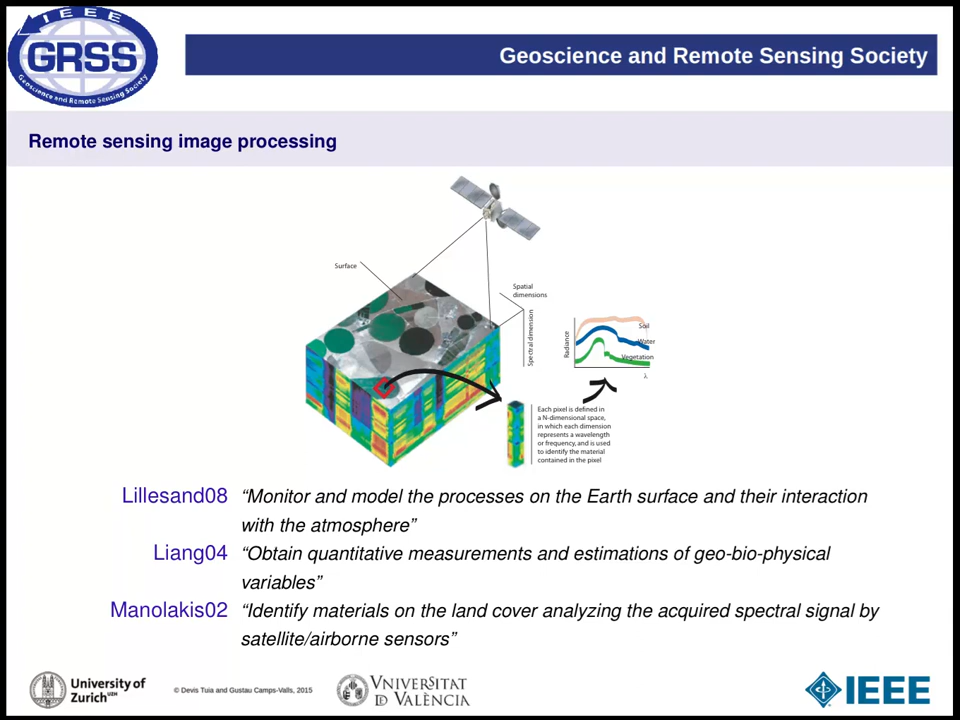 IEEE
GRSS
Geoscience and Remote Sensing Society
Geoscience and Remote Sensing Society
Remote sensing image processing
Surface
Spatial
dimensions
Spectral dimension
Radiance
Soil
Water
Vegetation
λ
Each pixel is defined in
a N-dimensional space,
in which each dimension
represents a wavelength
or frequency, and is used
to identify the material
contained in the pixel
Lillesand08 “Monitor and model the processes on the Earth surface and their interaction
with the atmosphere”
Liang04 “Obtain quantitative measurements and estimations of geo-bio-physical
variables”
Manolakis02 “Identify materials on the land cover analyzing the acquired spectral signal by
satellite/airborne sensors”
University of
Zurich UZH
© Devis Tuia and Gustau Camps-Valls, 2015
VNIVERSITAT
D VALÈNCIA
IEEE